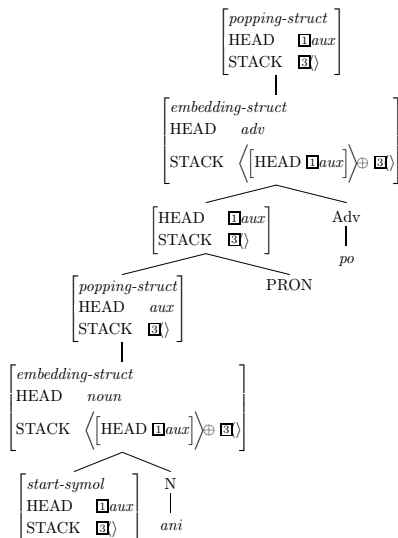 popping-struct
HEAD 1 aux
STACK 3 ⟨⟩
embedding-struct
HEAD adv
STACK ⟨[HEAD 1 aux]⟩ ⊕ 3 ⟨⟩
HEAD 1 aux
STACK 3 ⟨⟩
Adv
po
popping-struct
HEAD aux
STACK 3 ⟨⟩
PRON
embedding-struct
HEAD noun
STACK ⟨[HEAD 1 aux]⟩ ⊕ 3 ⟨⟩
start-symol
HEAD 1 aux
STACK 3 ⟨⟩
N
ani